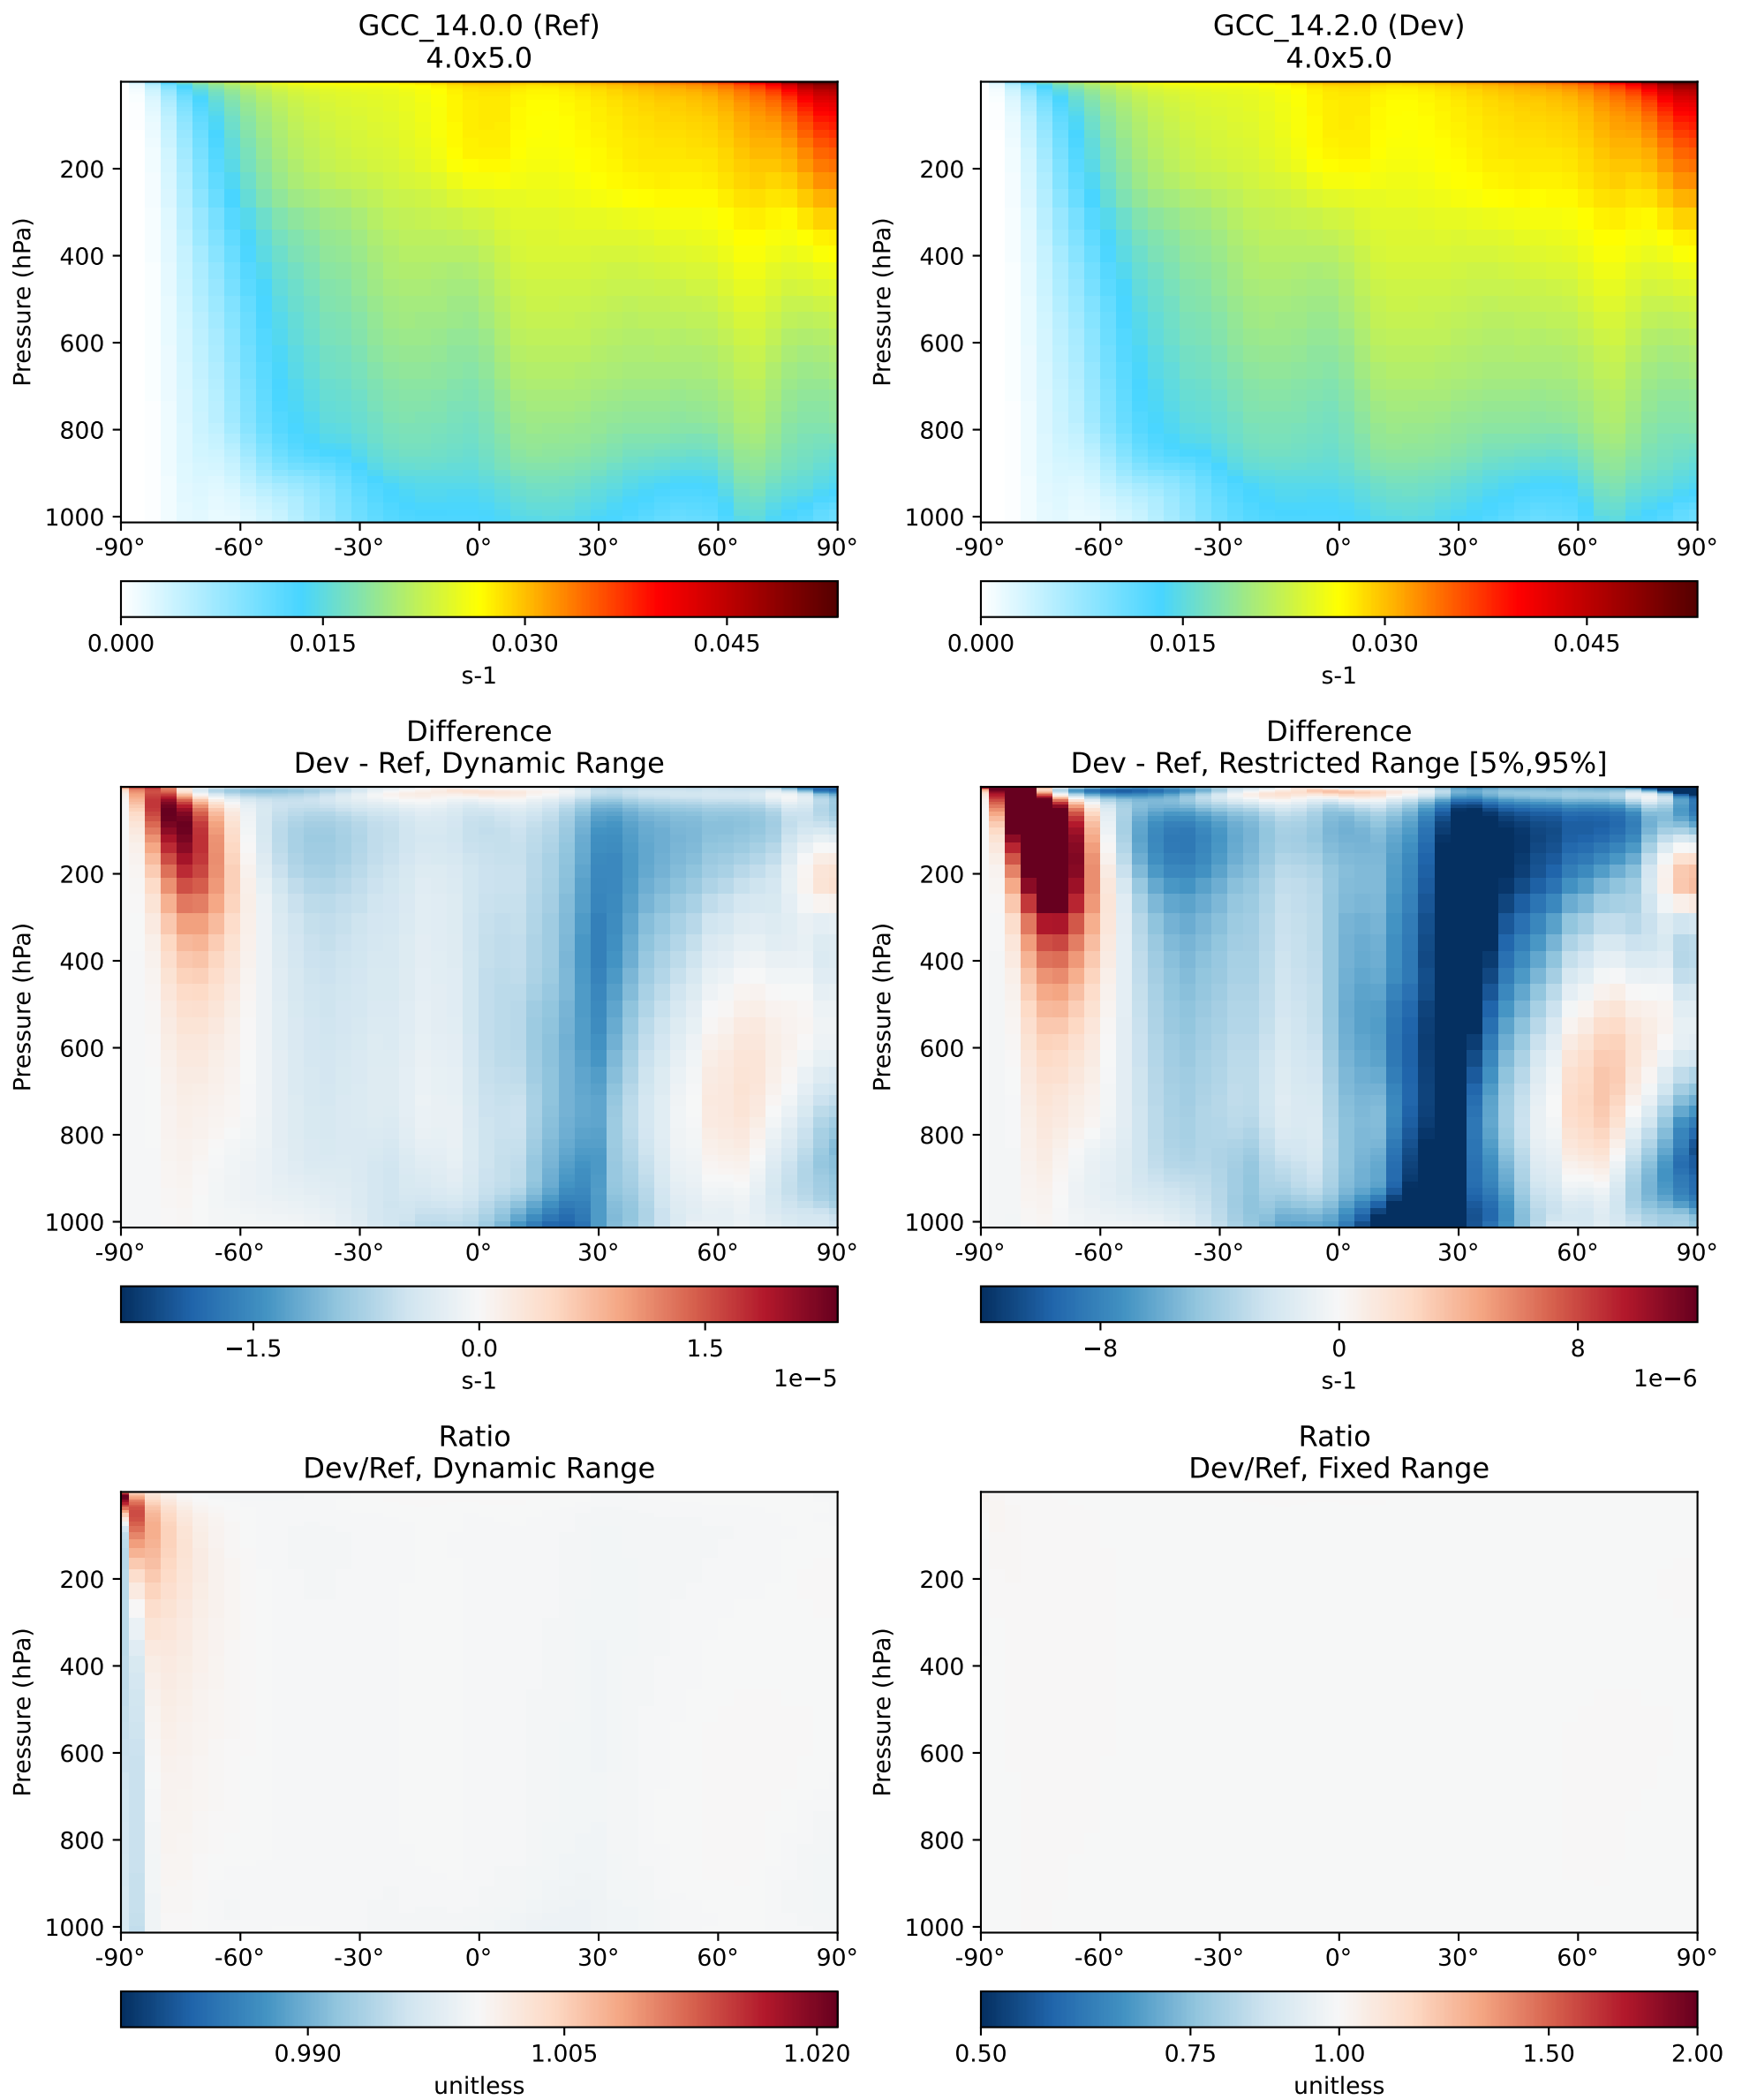 GCC_14.0.0 (Ref)
4.0x5.0
Pressure (hPa)
200
400
600
800
1000
-90° -60° -30° 0° 30° 60° 90°
0.000 0.015 0.030 0.045
s-1
GCC_14.2.0 (Dev)
4.0x5.0
Pressure (hPa)
200
400
600
800
1000
-90° -60° -30° 0° 30° 60° 90°
0.000 0.015 0.030 0.045
s-1
Difference
Dev - Ref, Dynamic Range
Pressure (hPa)
200
400
600
800
1000
-90° -60° -30° 0° 30° 60° 90°
−1.5 0.0 1.5
s-1 1e−5
Difference
Dev - Ref, Restricted Range [5%,95%]
Pressure (hPa)
200
400
600
800
1000
-90° -60° -30° 0° 30° 60° 90°
−8 0 8
s-1 1e−6
Ratio
Dev/Ref, Dynamic Range
Pressure (hPa)
200
400
600
800
1000
-90° -60° -30° 0° 30° 60° 90°
0.990 1.005 1.020
unitless
Ratio
Dev/Ref, Fixed Range
Pressure (hPa)
200
400
600
800
1000
-90° -60° -30° 0° 30° 60° 90°
0.50 0.75 1.00 1.50 2.00
unitless